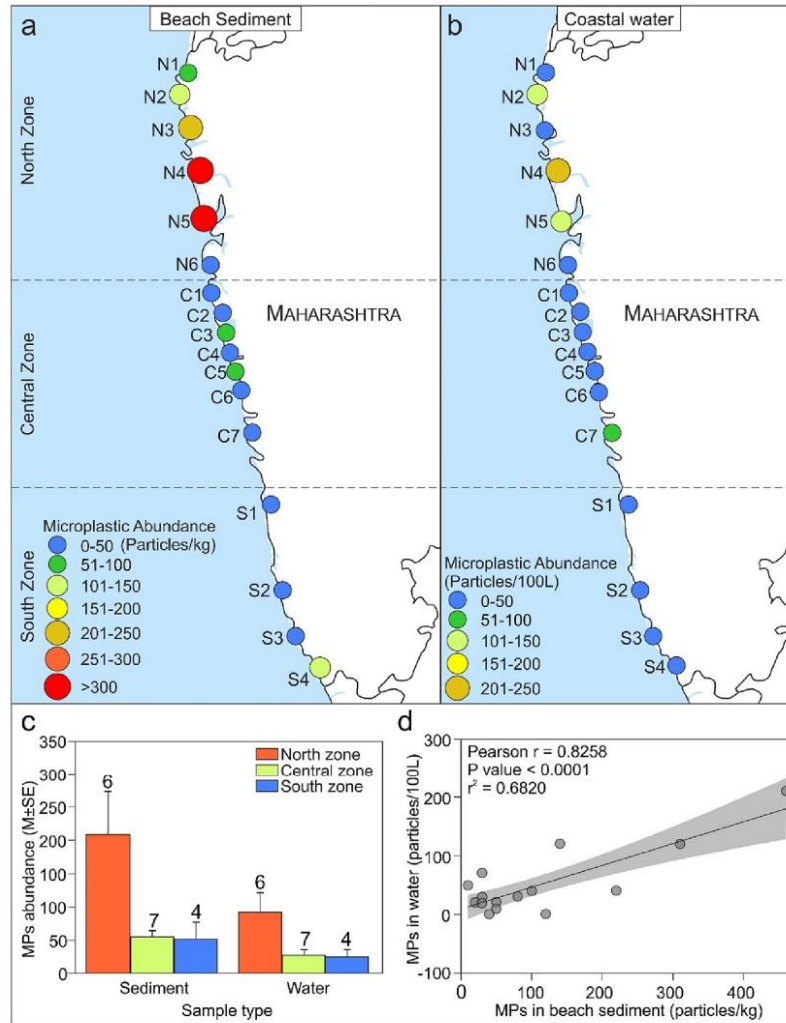 a
Beach Sediment
North Zone
Central Zone
South Zone
N1
N2
N3
N4
N5
N6
C1
C2
C3
C4
C5
C6
C7
S1
S2
S3
S4
MAHARASHTRA
Microplastic Abundance
0-50 (Particles/kg)
51-100
101-150
151-200
201-250
251-300
>300
b
Coastal water
N1
N2
N3
N4
N5
N6
C1
C2
C3
C4
C5
C6
C7
S1
S2
S3
S4
MAHARASHTRA
Microplastic Abundance
(Particles/100L)
0-50
51-100
101-150
151-200
201-250
c
MPs abundance (M±SE)
350
300
250
200
150
100
50
0
North zone
Central zone
South zone
6
7
4
6
7
4
Sediment
Water
Sample type
d
Pearson r = 0.8258
P value < 0.0001
r² = 0.6820
MPs in water (particles/100L)
300
200
100
0
-100
0
100
200
300
400
MPs in beach sediment (particles/kg)